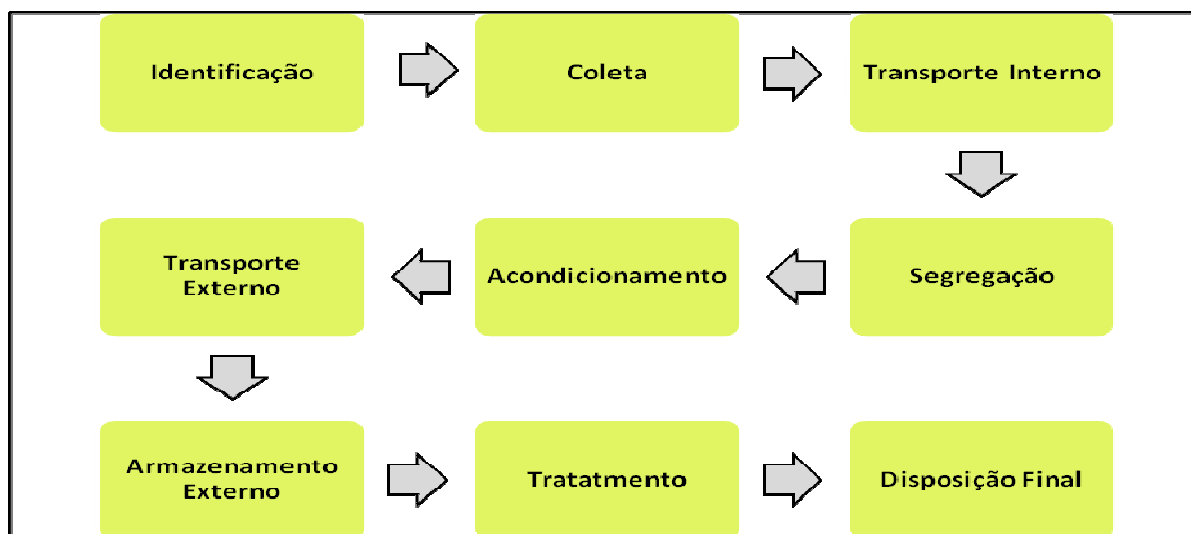 Identificação
Coleta
Transporte Interno
Segregação
Acondicionamento
Transporte
Externo
Armazenamento
Externo
Tratatmento
Disposição Final